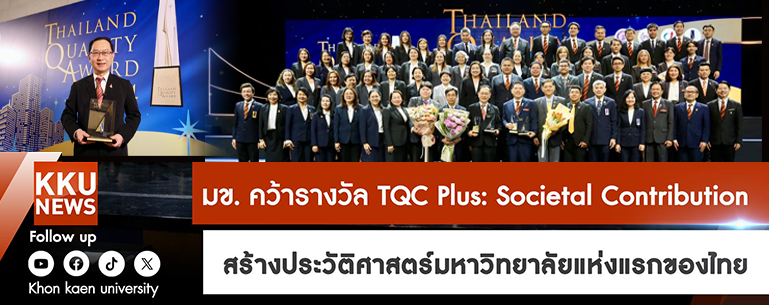 THAILAND
QUALITY
AWARD
THAILAND
QUALITY
AWARD
THAILAND
KKU
NEWS
Follow up
Khon kaen university
มข. คว้ารางวัล TQC Plus: Societal Contribution
สร้างประวัติศาสตร์มหาวิทยาลัยแห่งแรกของไทย